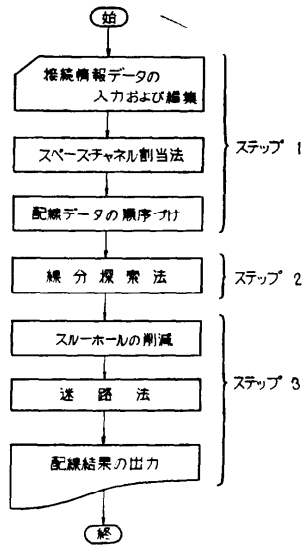 始
接続情報データの
入力および編集
スペースチャネル割当法
配線データの順序づけ
ステップ 1
線分探索法
ステップ 2
スルーホールの削減
迷路法
配線結果の出力
ステップ 3
終